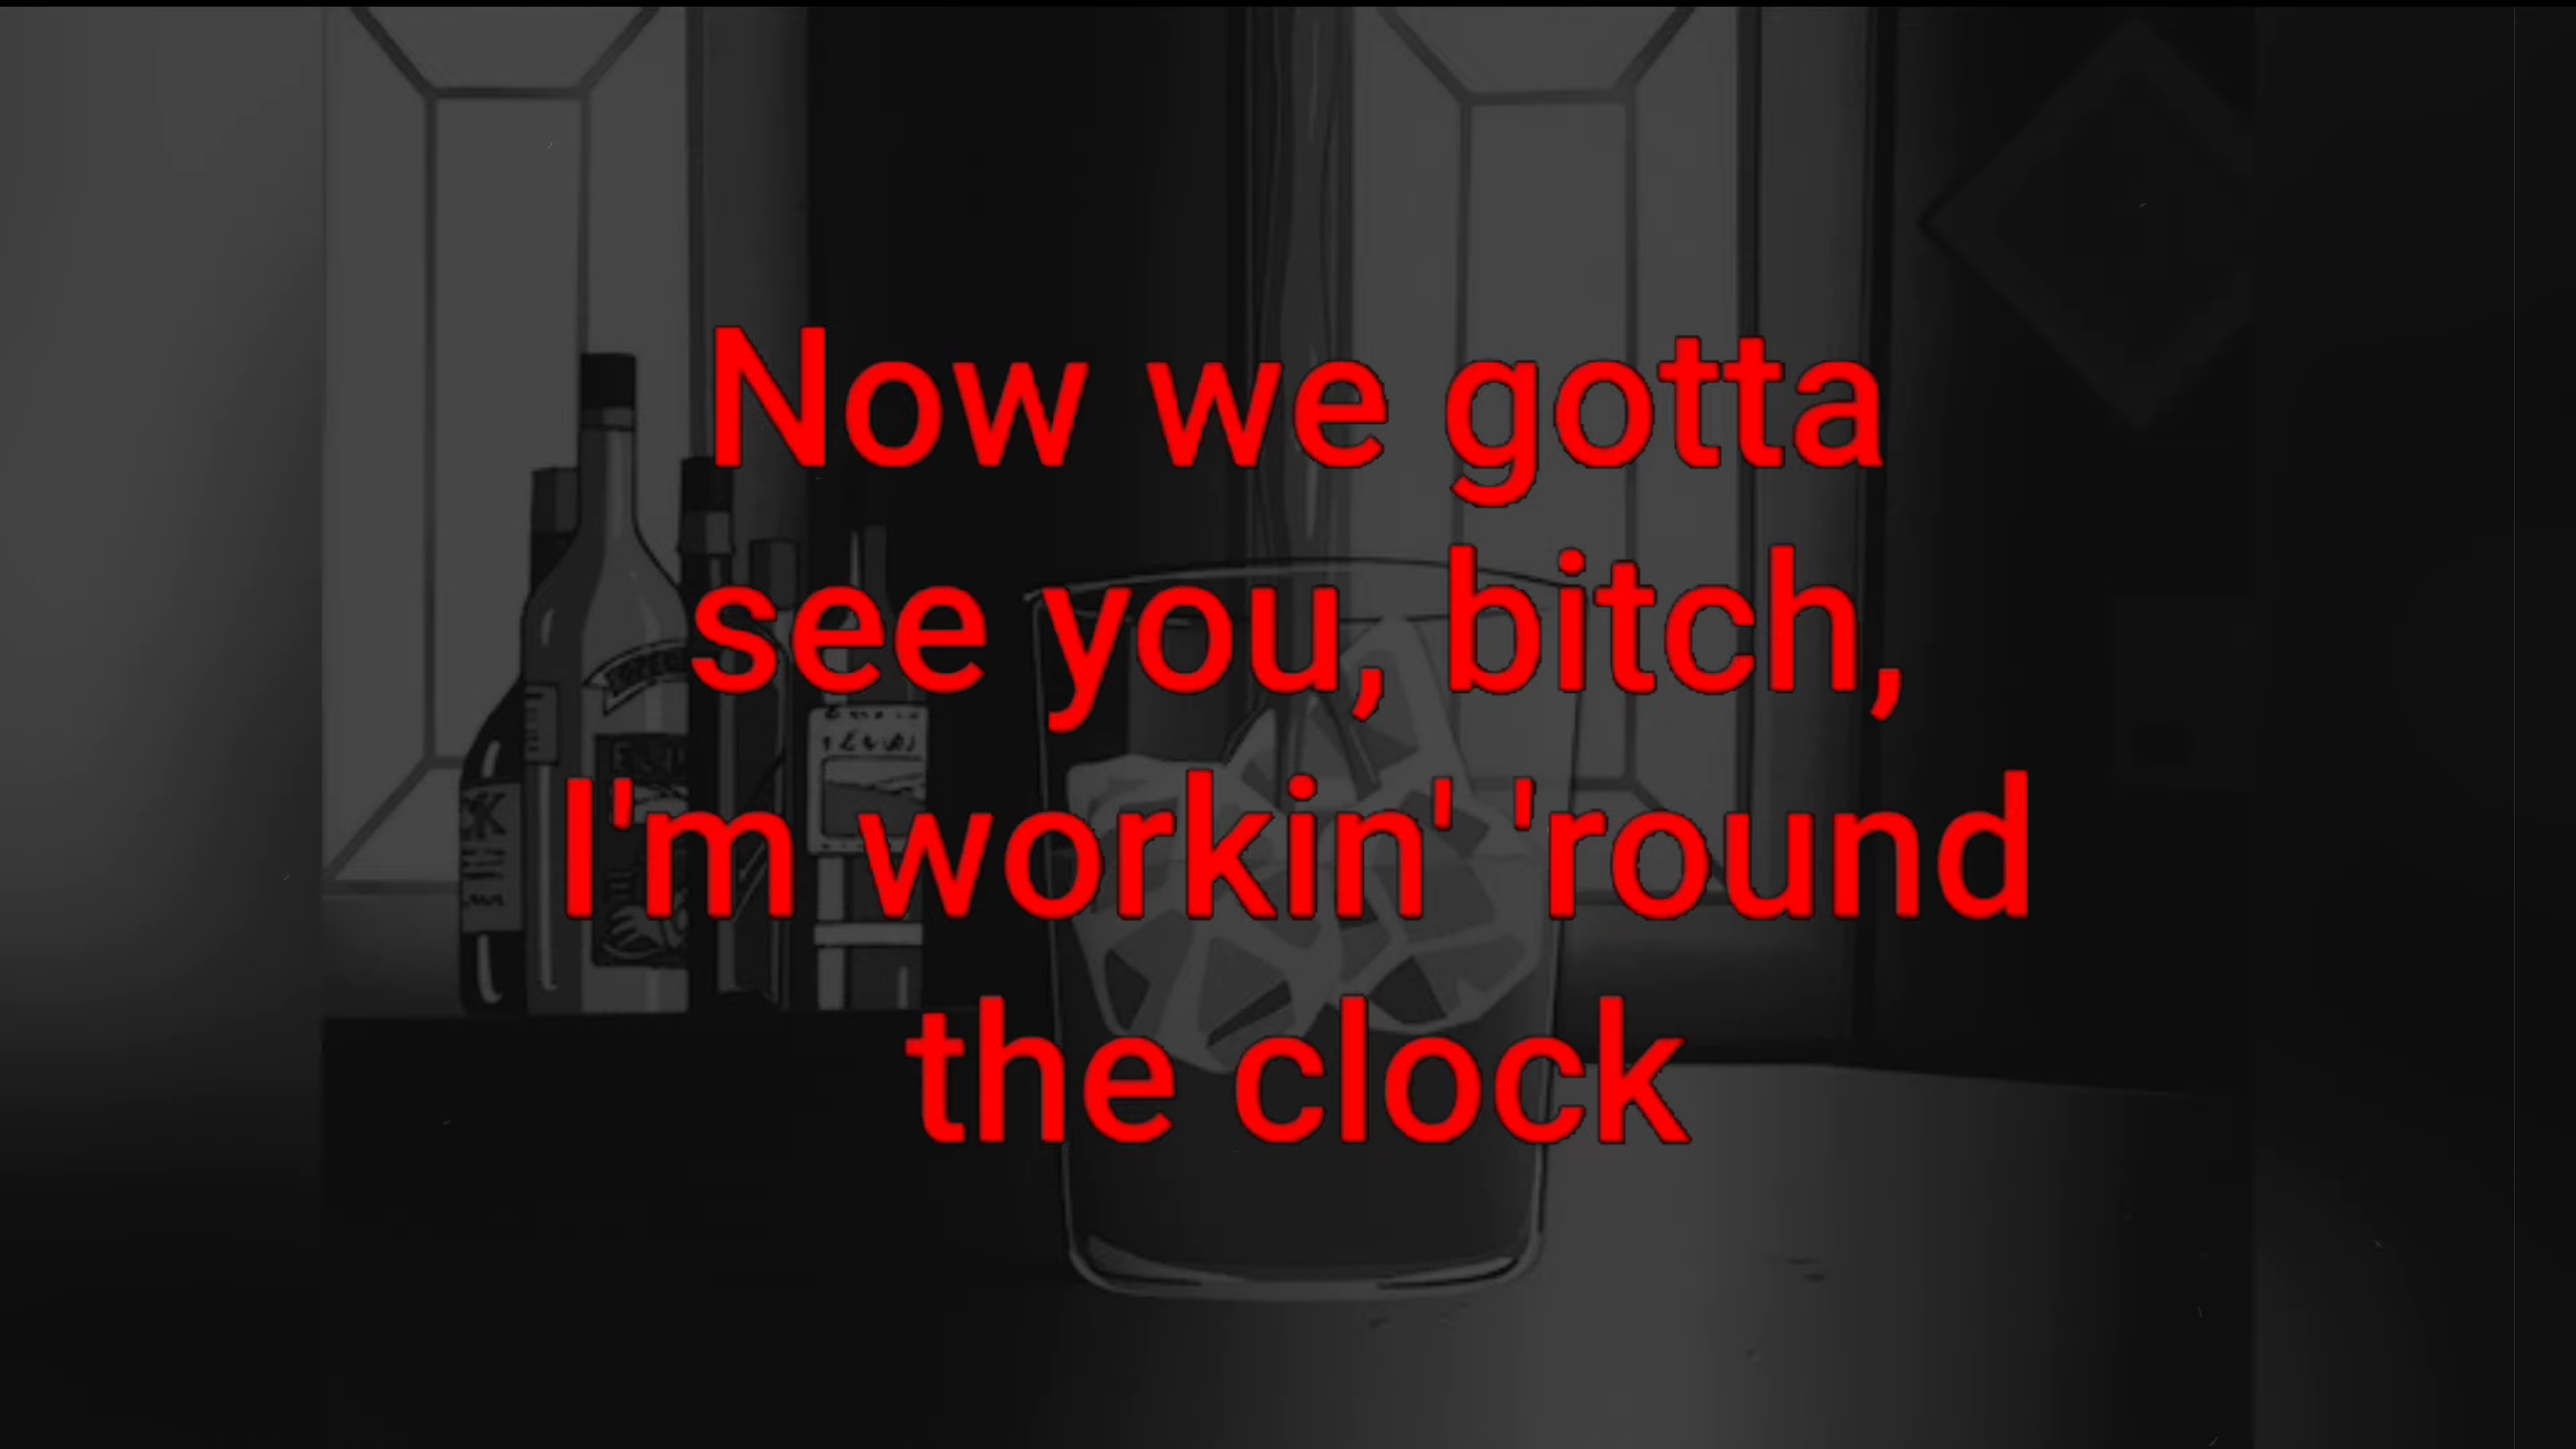 Now we gotta
see you, bitch,
I'm workin' 'round
the clock